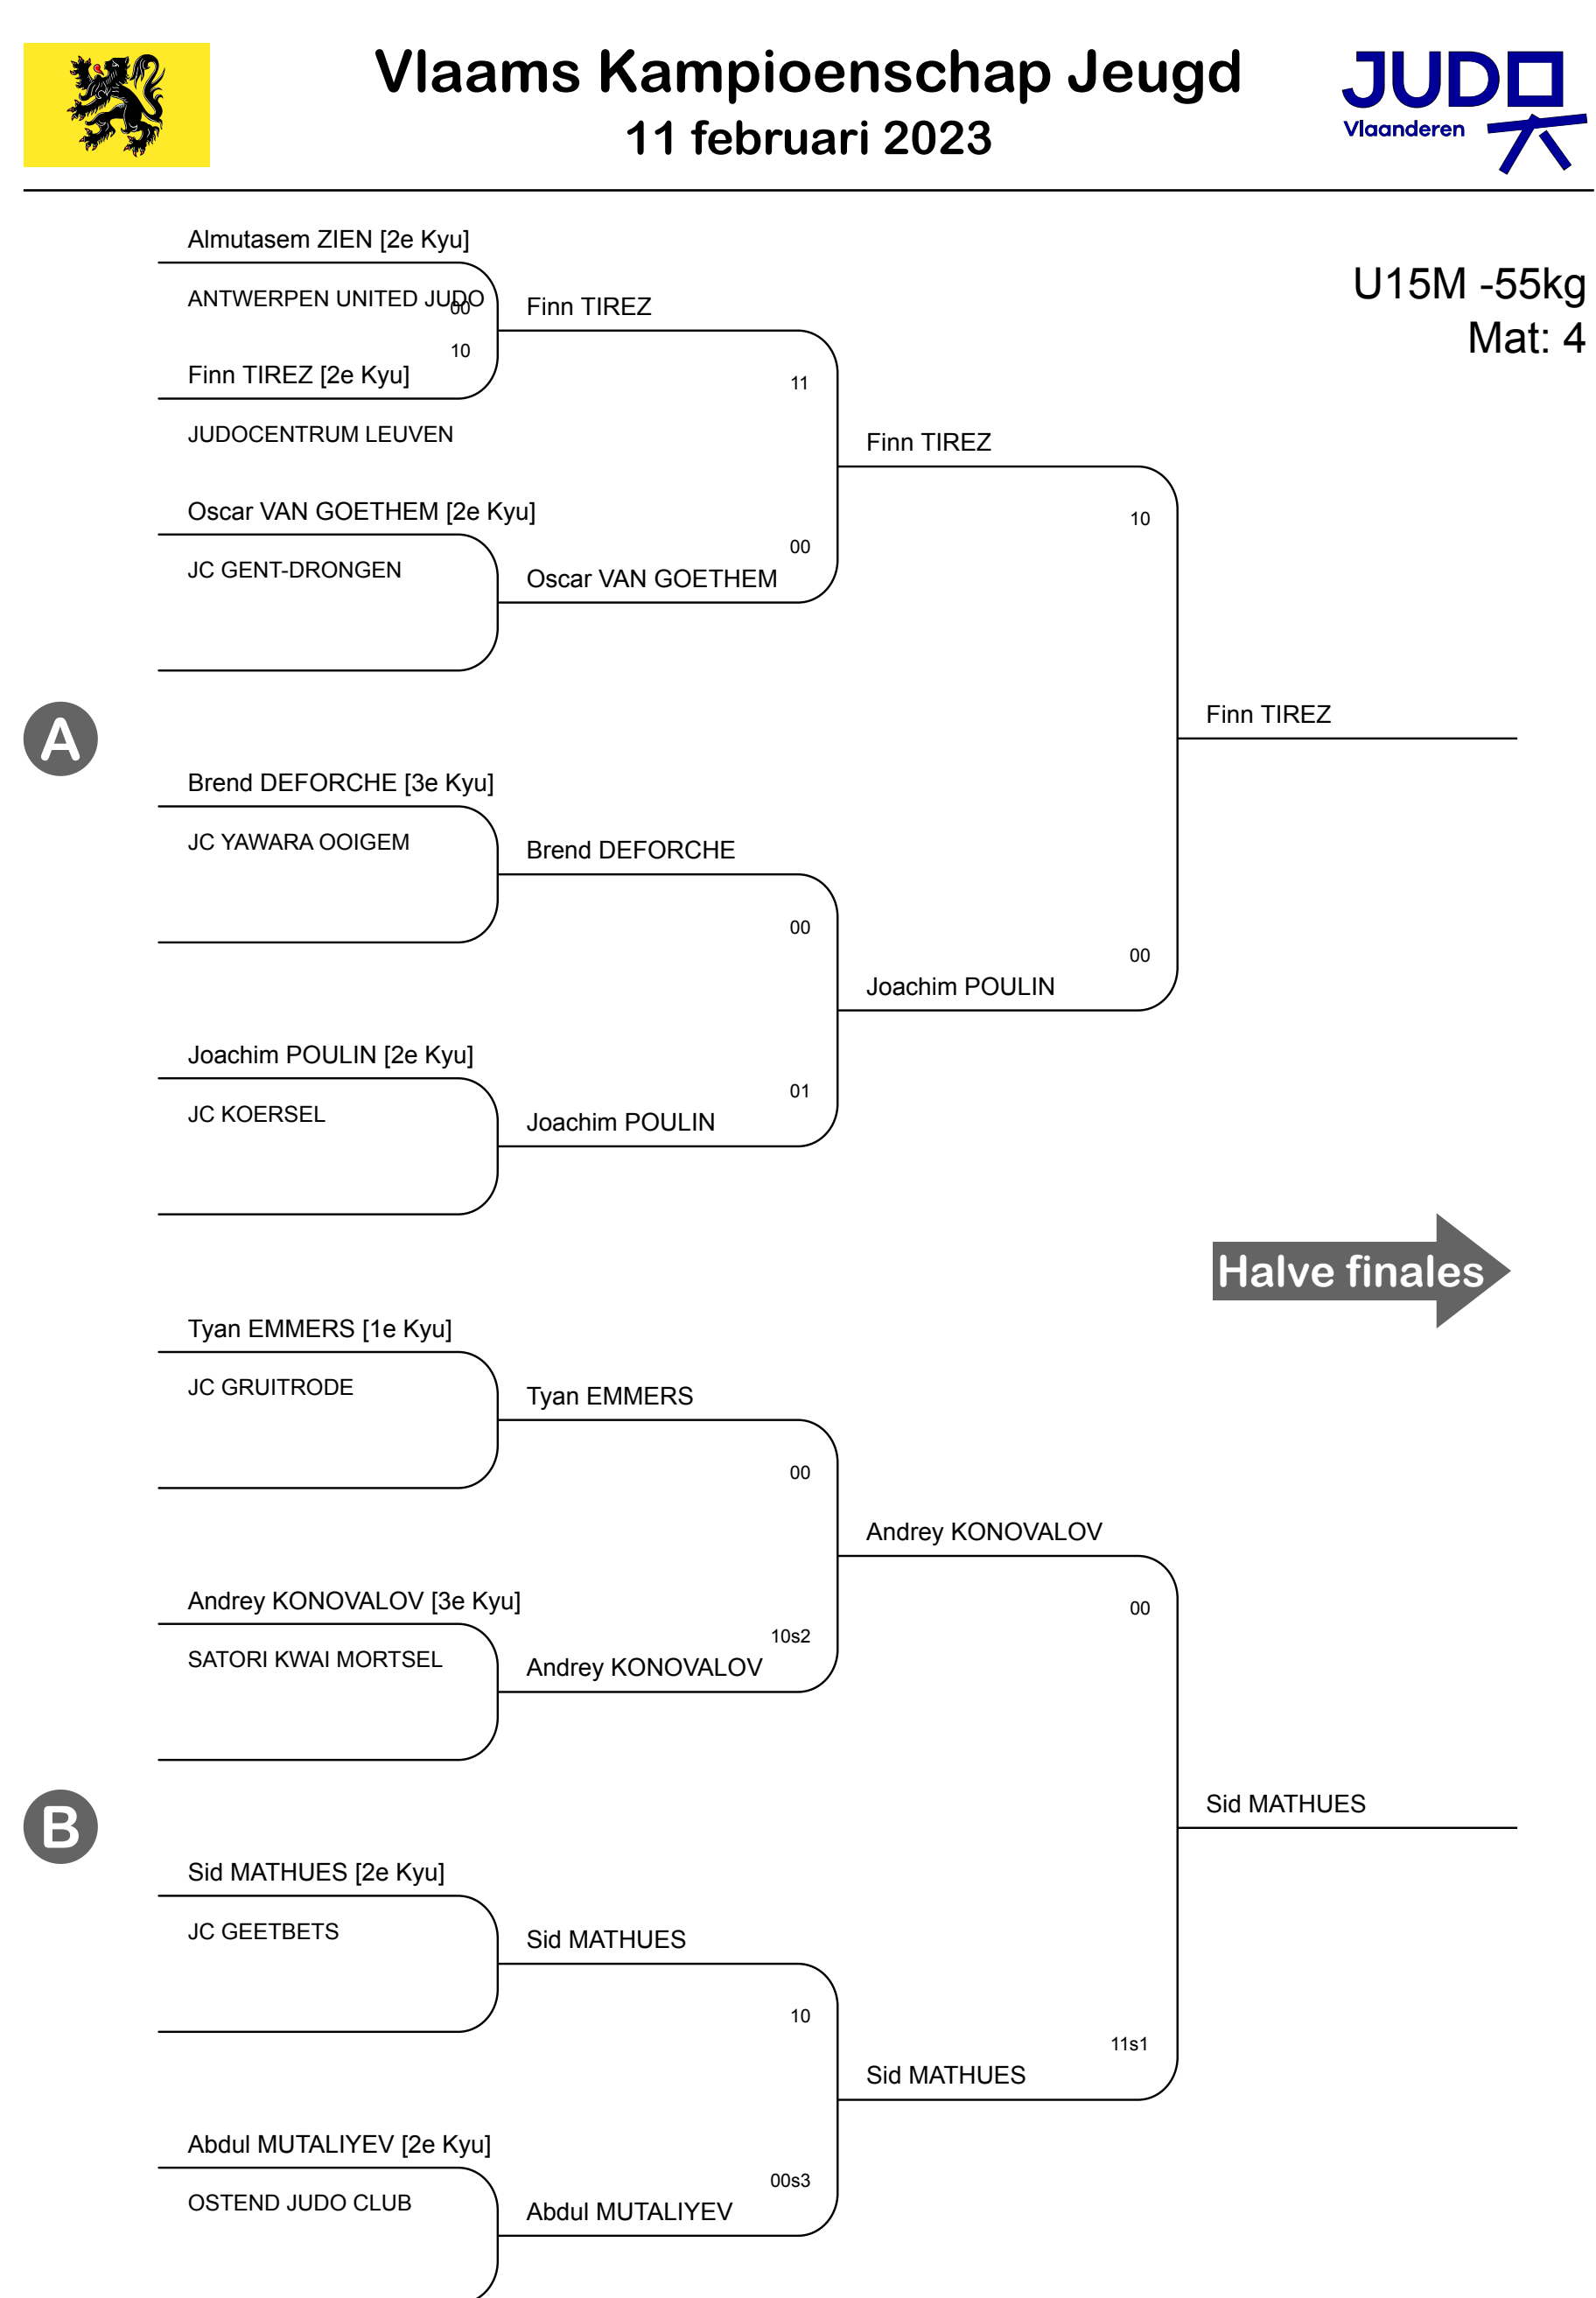 Vlaams Kampioenschap Jeugd
11 februari 2023
JUDO
Vlaanderen
U15M -55kg
Mat: 4
Almutasem ZIEN [2e Kyu]
ANTWERPEN UNITED JUDO
00
Finn TIREZ
10
Finn TIREZ [2e Kyu]
11
JUDOCENTRUM LEUVEN
Finn TIREZ
Oscar VAN GOETHEM [2e Kyu]
10
00
JC GENT-DRONGEN
Oscar VAN GOETHEM
A
Finn TIREZ
Brend DEFORCHE [3e Kyu]
JC YAWARA OOIGEM
Brend DEFORCHE
00
00
Joachim POULIN
Joachim POULIN [2e Kyu]
01
JC KOERSEL
Joachim POULIN
Halve finales
Tyan EMMERS [1e Kyu]
JC GRUITRODE
Tyan EMMERS
00
Andrey KONOVALOV
Andrey KONOVALOV [3e Kyu]
00
10s2
SATORI KWAI MORTSEL
Andrey KONOVALOV
B
Sid MATHUES
Sid MATHUES [2e Kyu]
JC GEETBETS
Sid MATHUES
10
11s1
Sid MATHUES
Abdul MUTALIYEV [2e Kyu]
00s3
OSTEND JUDO CLUB
Abdul MUTALIYEV